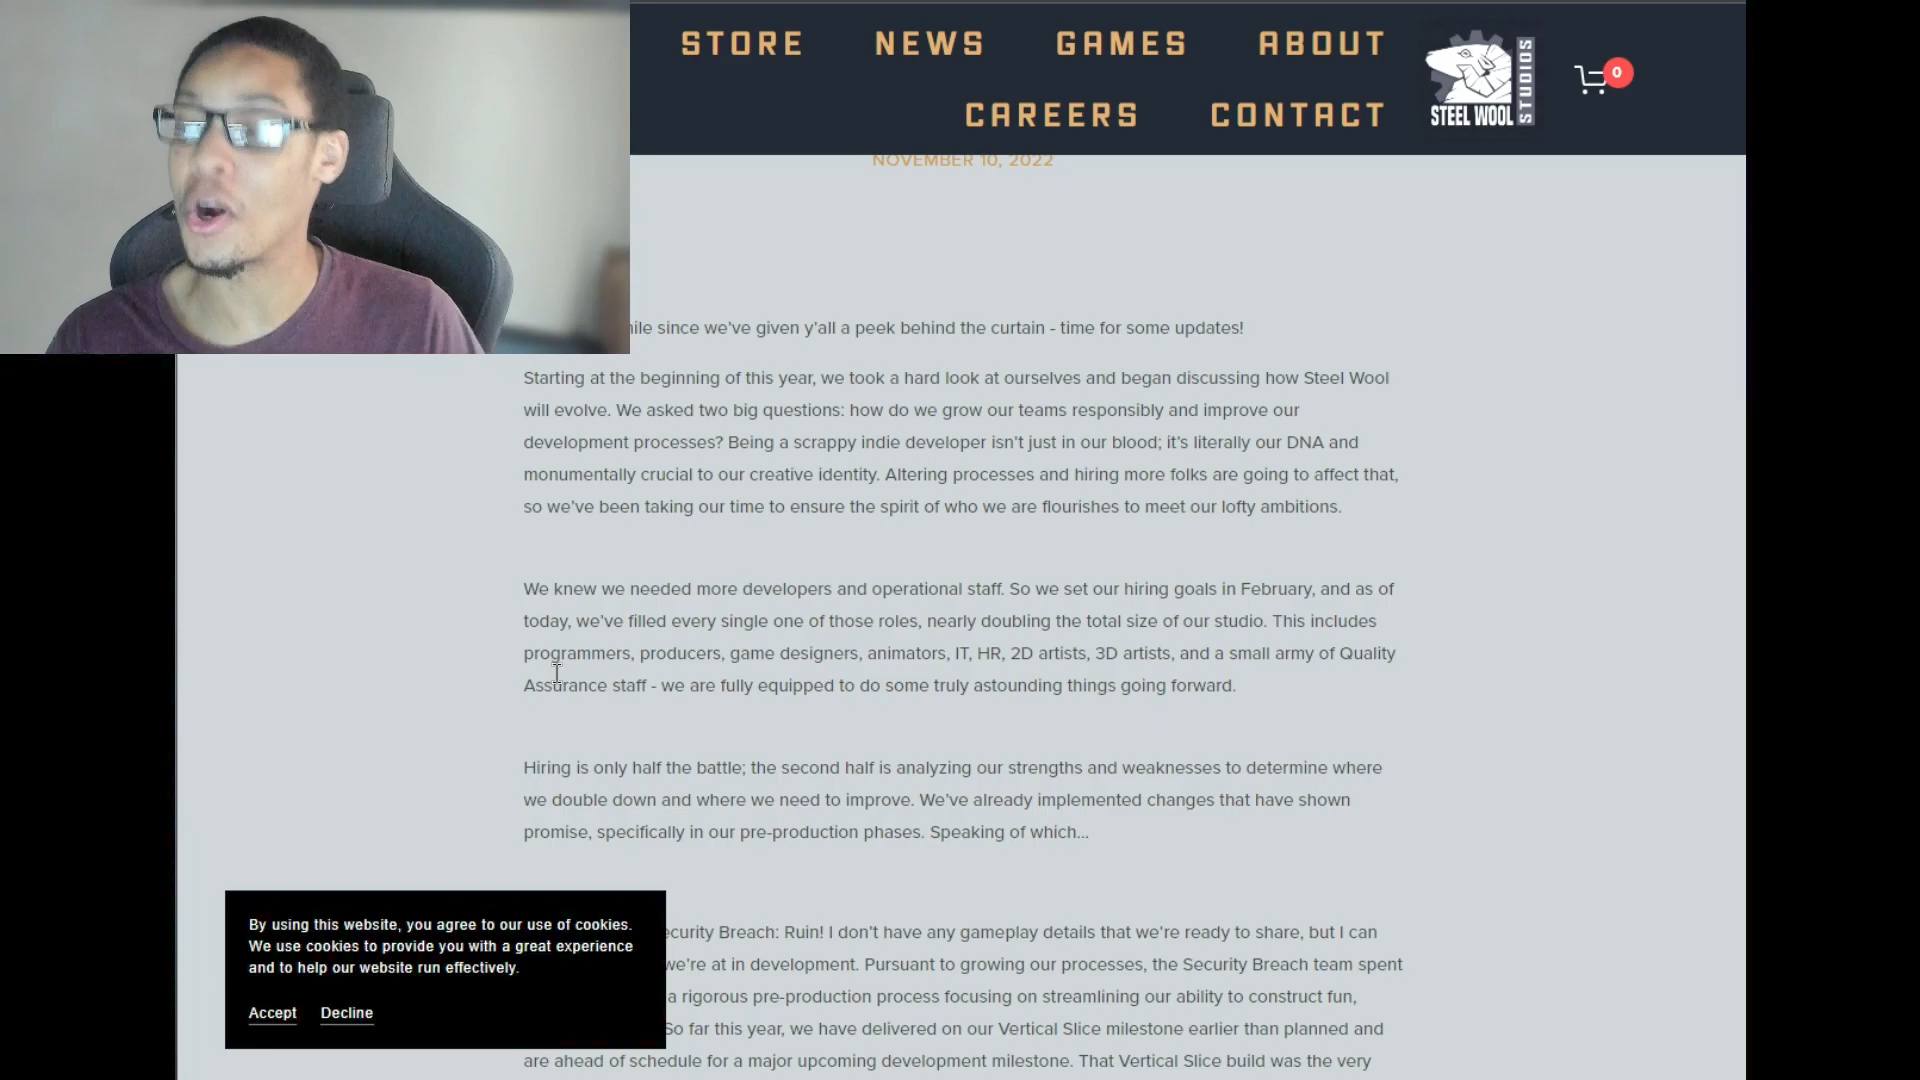 STORE NEWS GAMES ABOUT
CAREERS CONTACT
STEEL WOOL STUDIOS
0
NOVEMBER 10, 2022
since we've given y'all a peek behind the curtain - time for some updates!
Starting at the beginning of this year, we took a hard look at ourselves and began discussing how Steel Wool
will evolve. We asked two big questions: how do we grow our teams responsibly and improve our
development processes? Being a scrappy indie developer isn't just in our blood; it's literally our DNA and
monumentally crucial to our creative identity. Altering processes and hiring more folks are going to affect that,
so we've been taking our time to ensure the spirit of who we are flourishes to meet our lofty ambitions.
We knew we needed more developers and operational staff. So we set our hiring goals in February, and as of
today, we've filled every single one of those roles, nearly doubling the total size of our studio. This includes
programmers, producers, game designers, animators, IT, HR, 2D artists, 3D artists, and a small army of Quality
Assurance staff - we are fully equipped to do some truly astounding things going forward.
Hiring is only half the battle; the second half is analyzing our strengths and weaknesses to determine where
we double down and where we need to improve. We've already implemented changes that have shown
promise, specifically in our pre-production phases. Speaking of which...
Breach: Ruin! I don't have any gameplay details that we're ready to share, but I can
we're at in development. Pursuant to growing our processes, the Security Breach team spent
a rigorous pre-production process focusing on streamlining our ability to construct fun,
So far this year, we have delivered on our Vertical Slice milestone earlier than planned and
are ahead of schedule for a major upcoming development milestone. That Vertical Slice build was the very
By using this website, you agree to our use of cookies.
We use cookies to provide you with a great experience
and to help our website run effectively.
Accept Decline